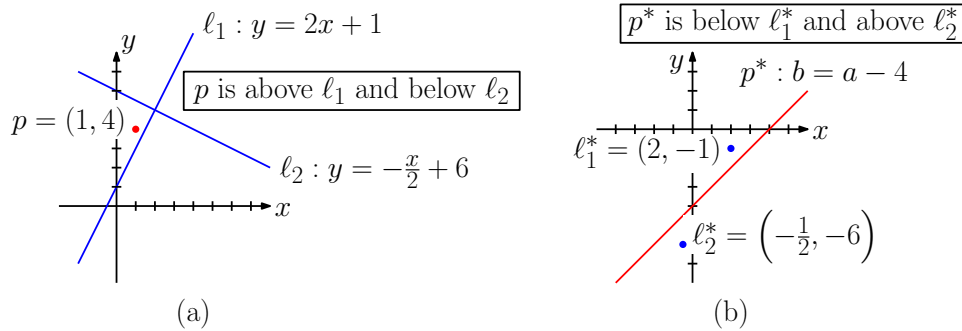 ℓ₁ : y = 2x + 1
y
p is above ℓ₁ and below ℓ₂
p = (1, 4)
ℓ₂ : y = −x/2 + 6
x
(a)
p* is below ℓ₁* and above ℓ₂*
y
p* : b = a − 4
x
ℓ₁* = (2, −1)
ℓ₂* = (−1/2, −6)
(b)